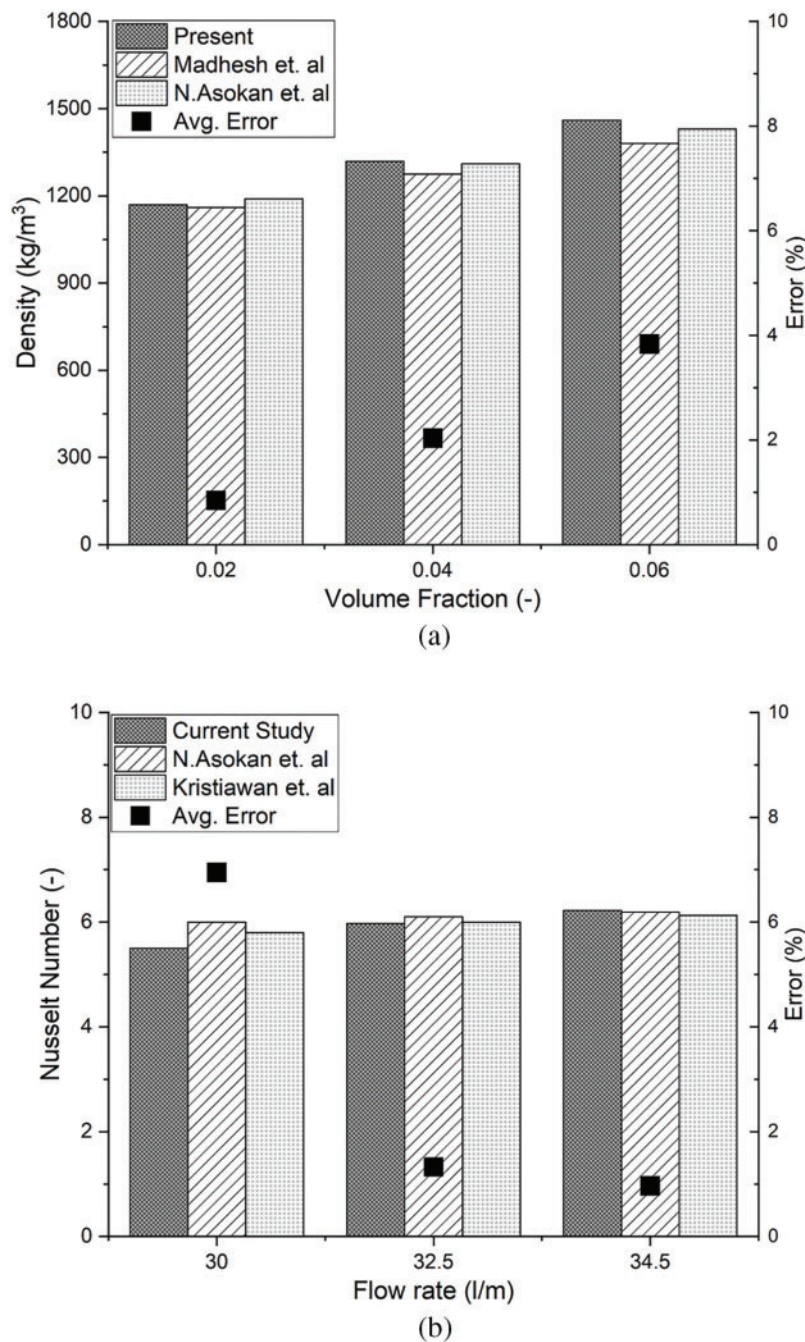 1800
1500
1200
900
600
300
0
Density (kg/m³)
Present
Madhesh et. al
N.Asokan et. al
Avg. Error
10
8
6
4
2
0
Error (%)
0.02 0.04 0.06
Volume Fraction (-)
(a)
10
8
6
4
2
0
Nusselt Number (-)
Current Study
N.Asokan et. al
Kristiawan et. al
Avg. Error
10
8
6
4
2
0
Error (%)
30 32.5 34.5
Flow rate (l/m)
(b)